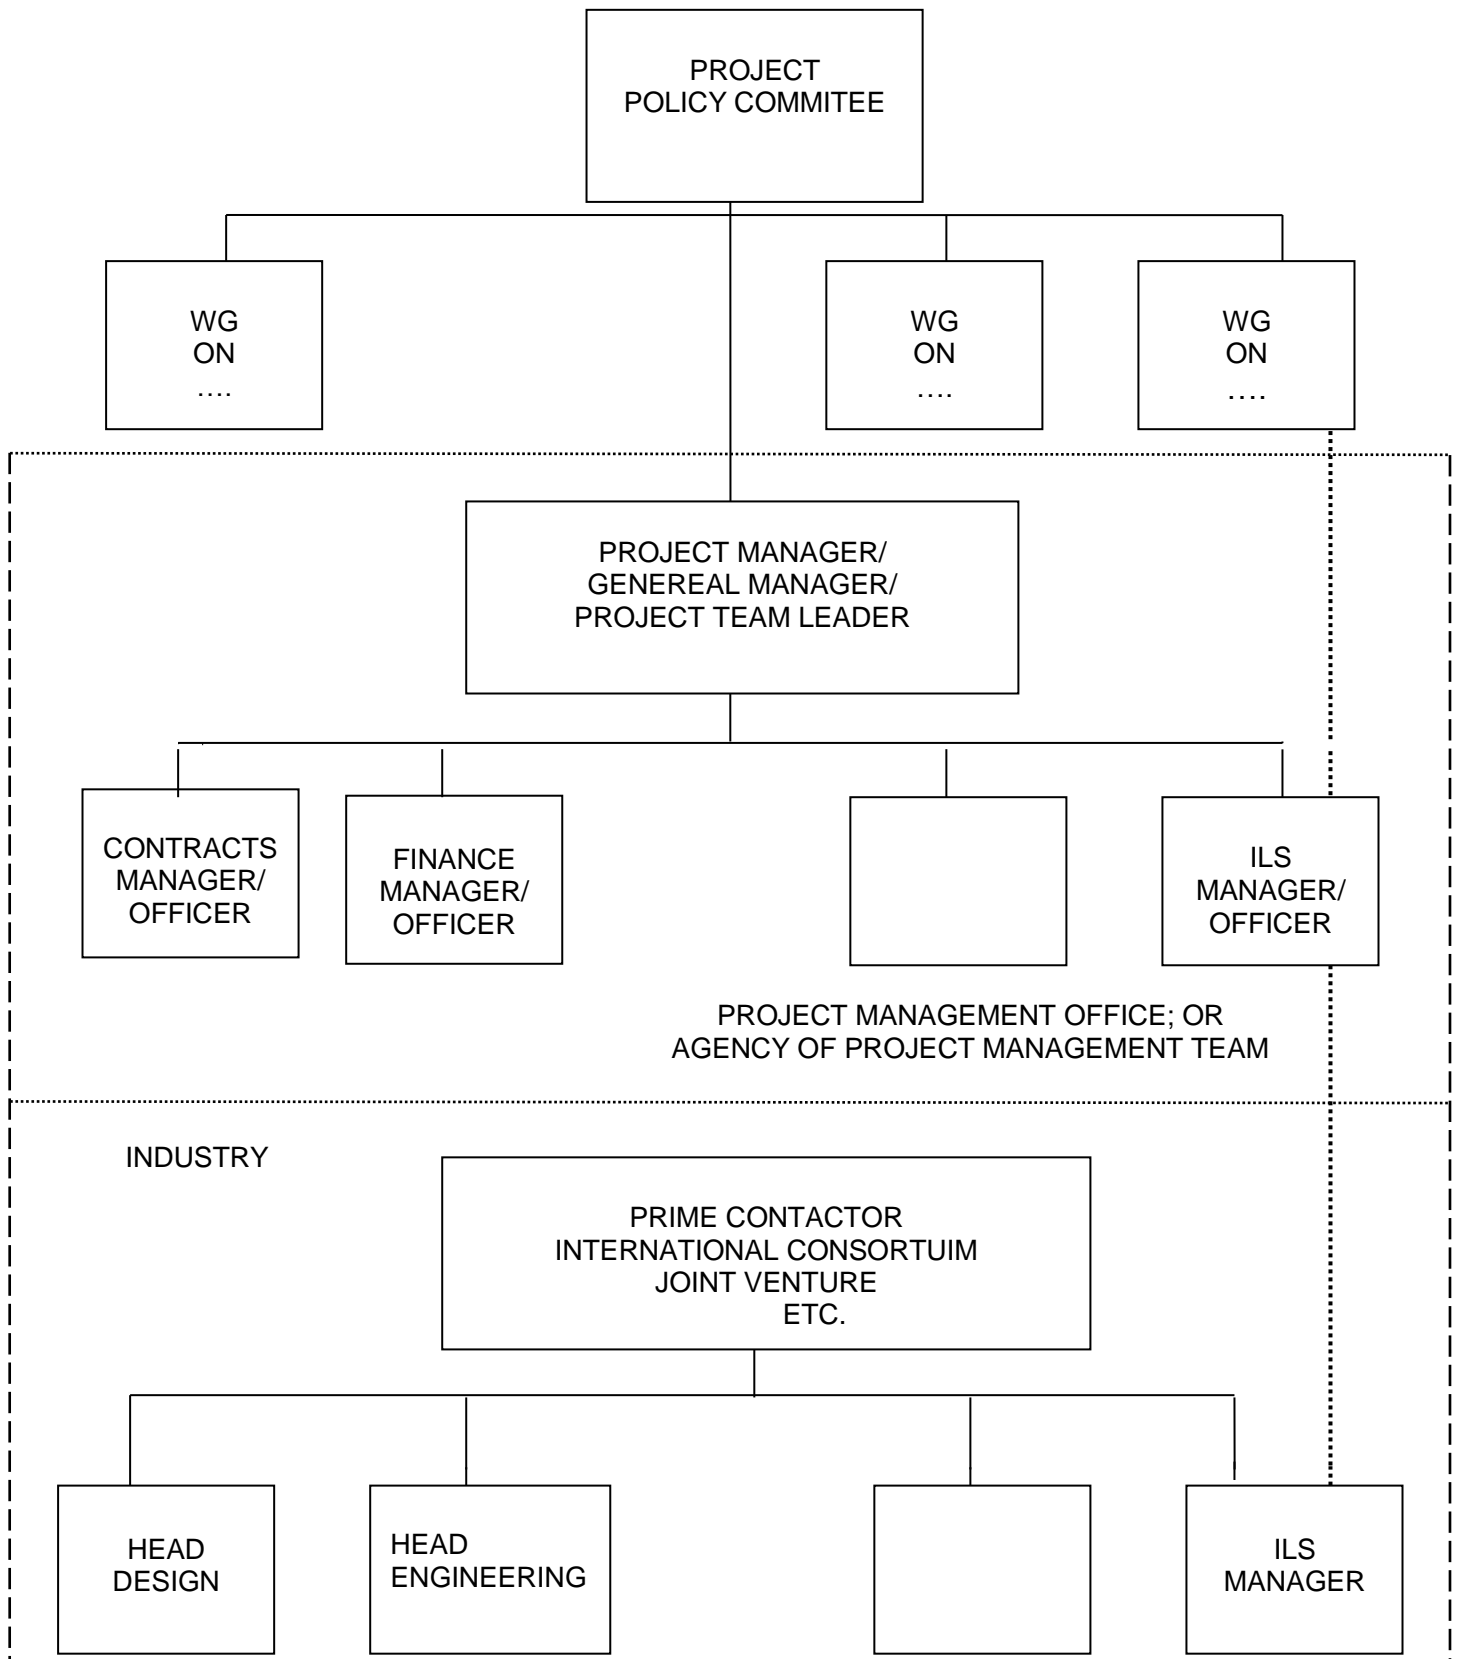 PROJECT
POLICY COMMITEE
WG
ON
....
WG
ON
....
WG
ON
....
PROJECT MANAGER/
GENEREAL MANAGER/
PROJECT TEAM LEADER
CONTRACTS
MANAGER/
OFFICER
FINANCE
MANAGER/
OFFICER
ILS
MANAGER/
OFFICER
PROJECT MANAGEMENT OFFICE; OR
AGENCY OF PROJECT MANAGEMENT TEAM
INDUSTRY
PRIME CONTACTOR
INTERNATIONAL CONSORTUIM
JOINT VENTURE
ETC.
HEAD
DESIGN
HEAD
ENGINEERING
ILS
MANAGER